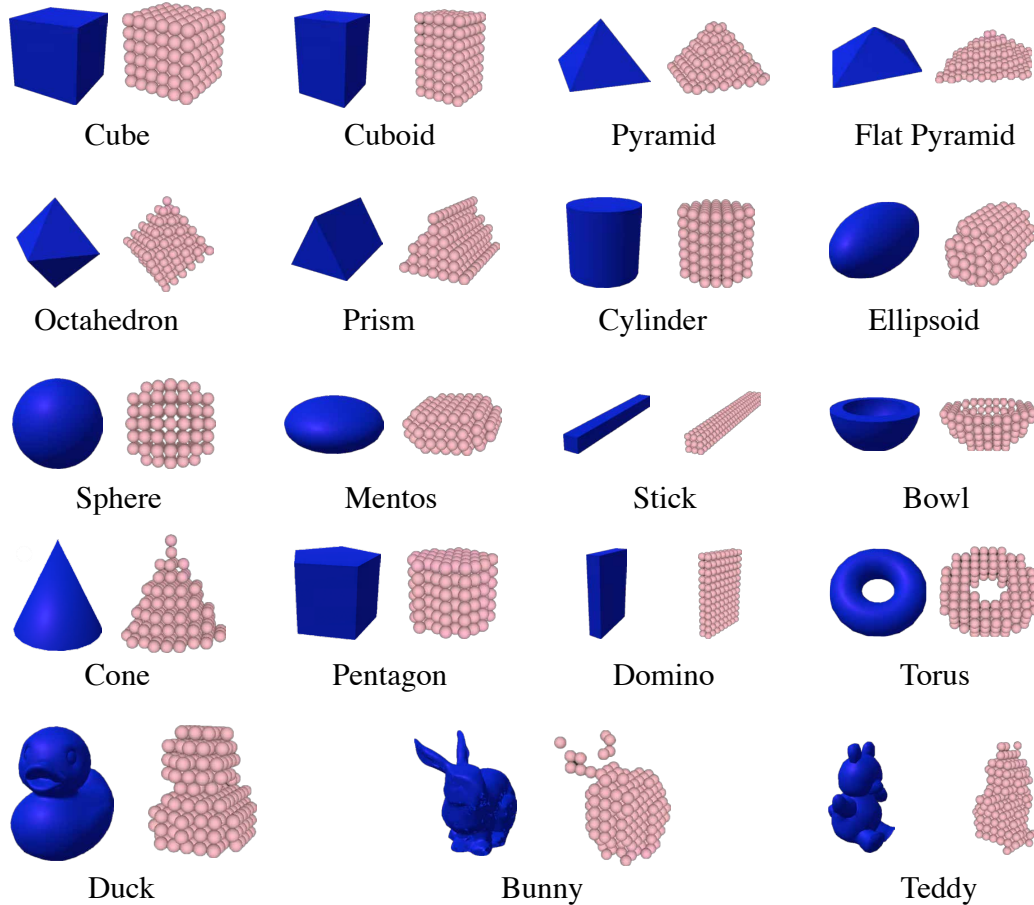 Cube
Cuboid
Pyramid
Flat Pyramid
Octahedron
Prism
Cylinder
Ellipsoid
Sphere
Mentos
Stick
Bowl
Cone
Pentagon
Domino
Torus
Duck
Bunny
Teddy